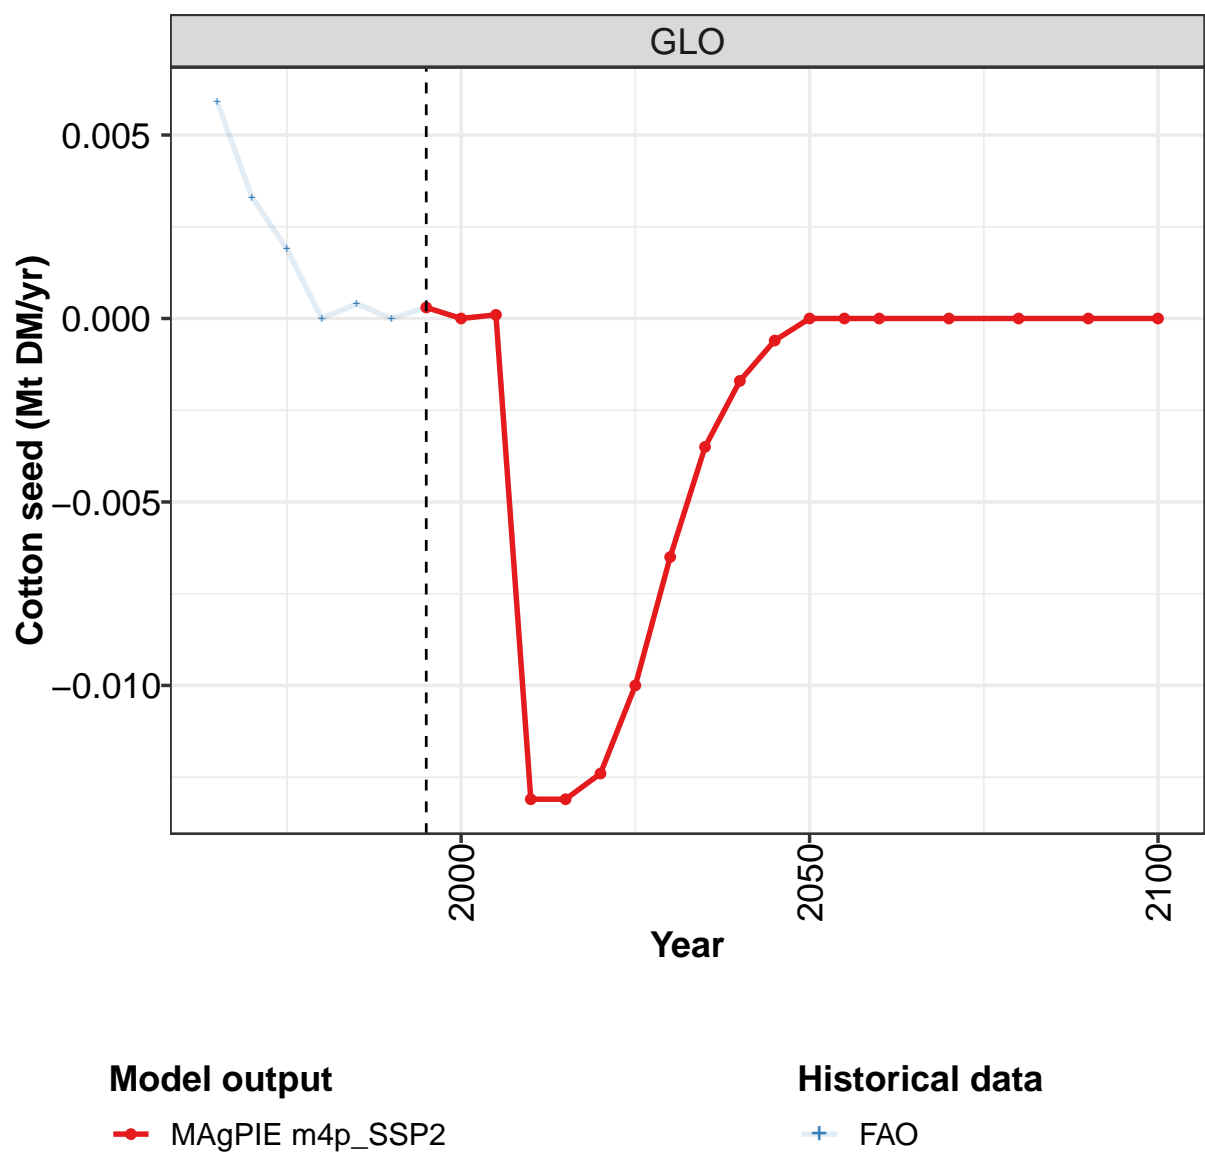 GLO
0.005
0.000
−0.005
−0.010
Cotton seed (Mt DM/yr)
2000
2050
2100
Year
Model output
MAgPIE m4p_SSP2
Historical data
FAO